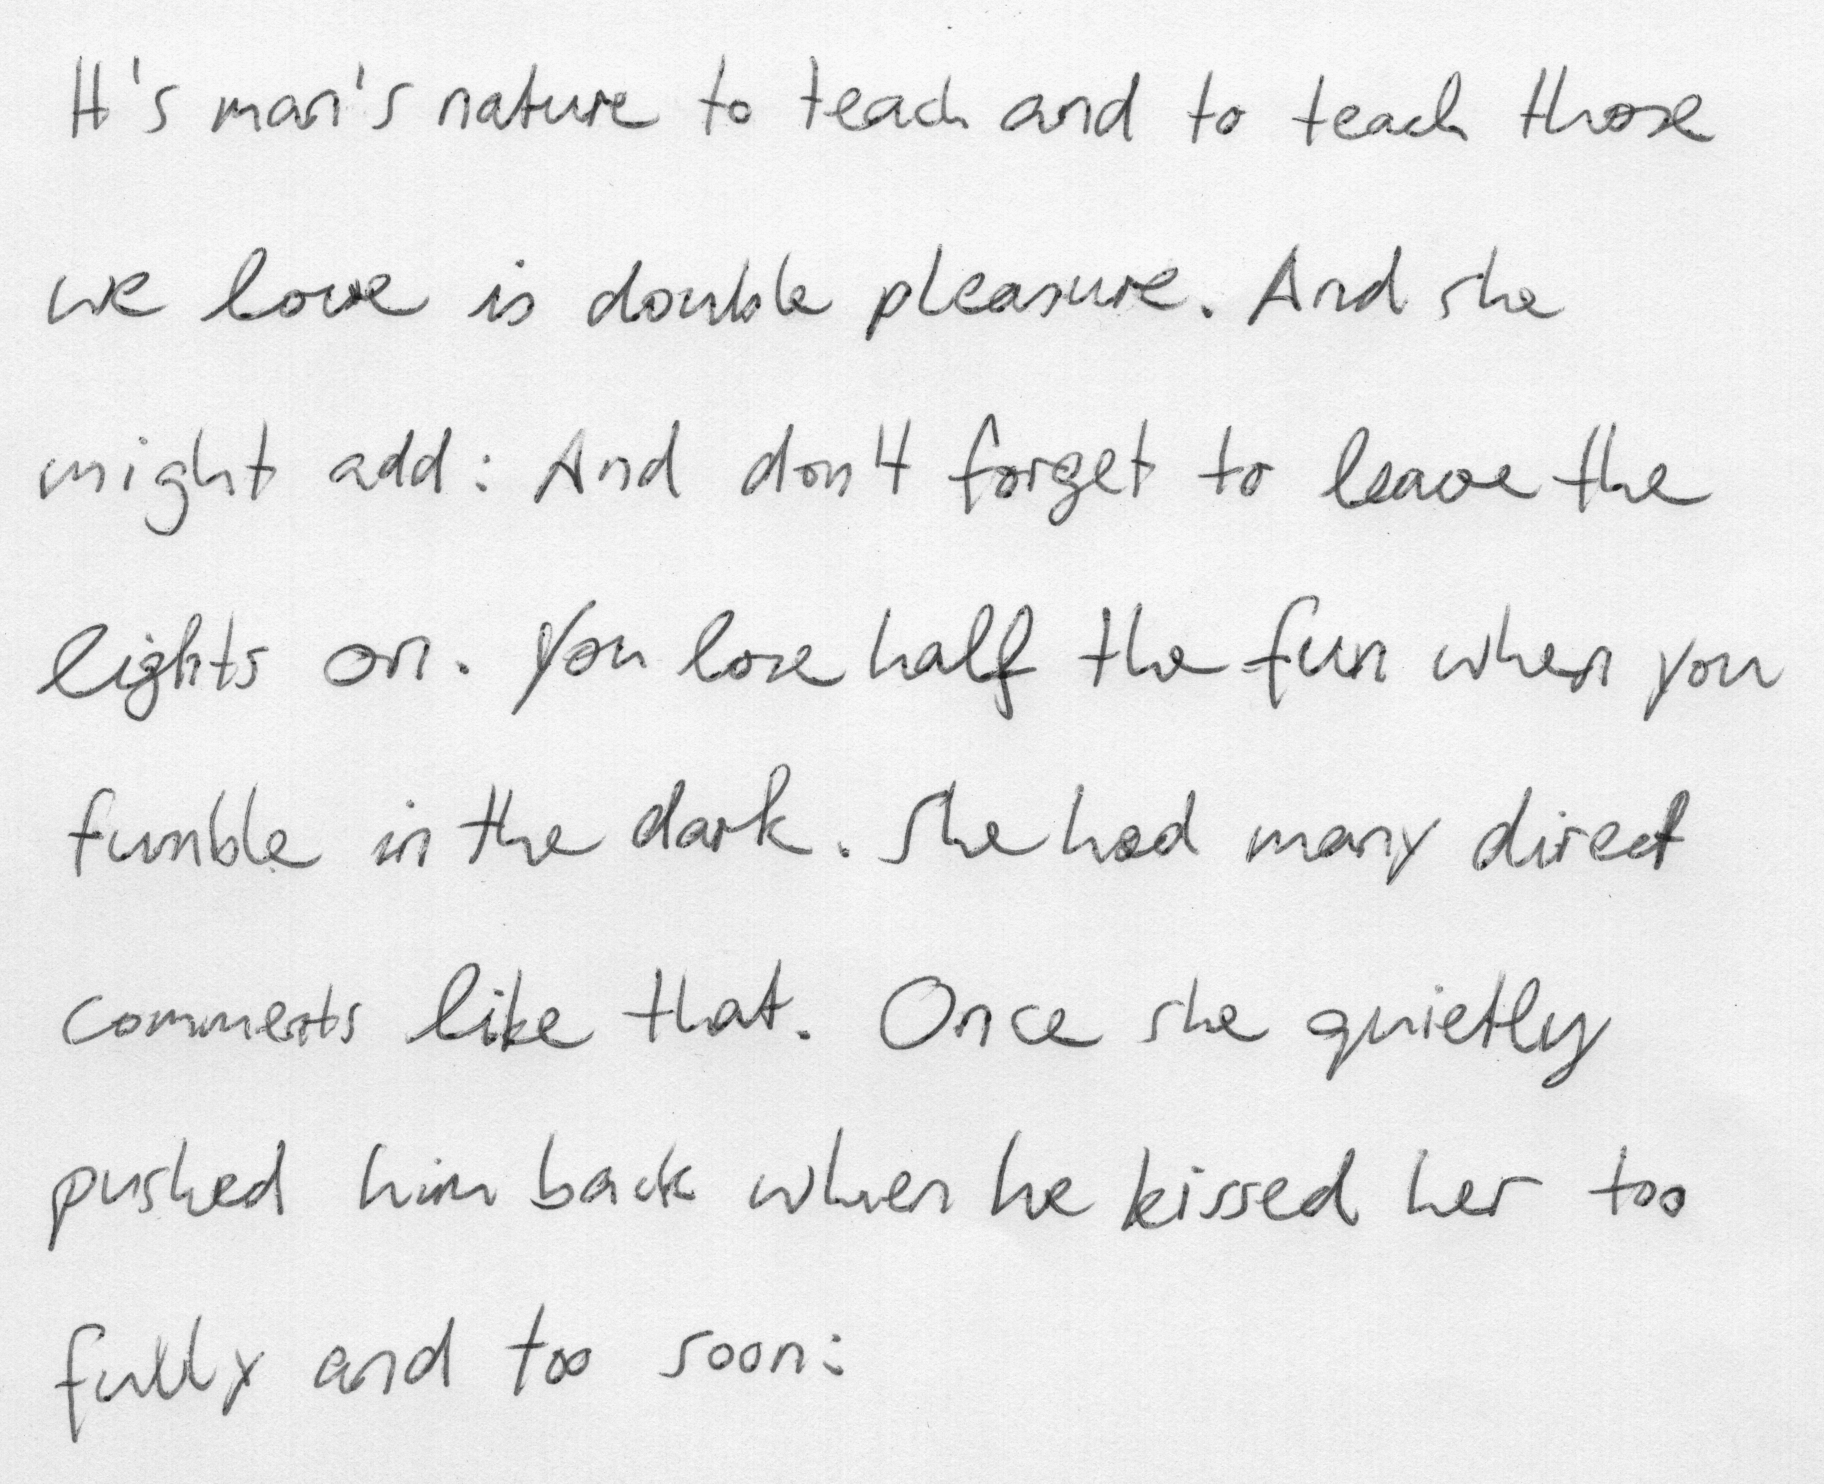 It's man's nature to teach and to teach those
we love is double pleasure. And she
might add: And don't forget to leave the
lights on. You lose half the fun when you
fumble in the dark. She had many direct
comments like that. Once she quietly
pushed him back when he kissed her too
fully and too soon: